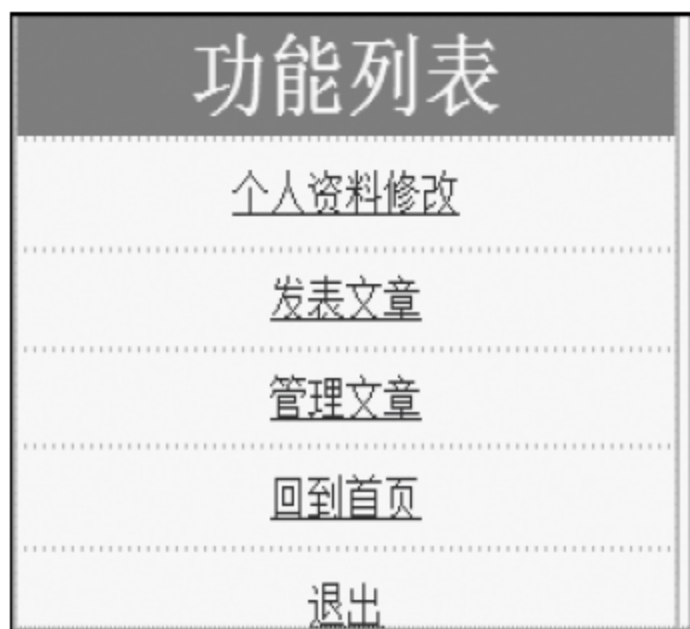 功能列表
个人资料修改
发表文章
管理文章
回到首页
退出